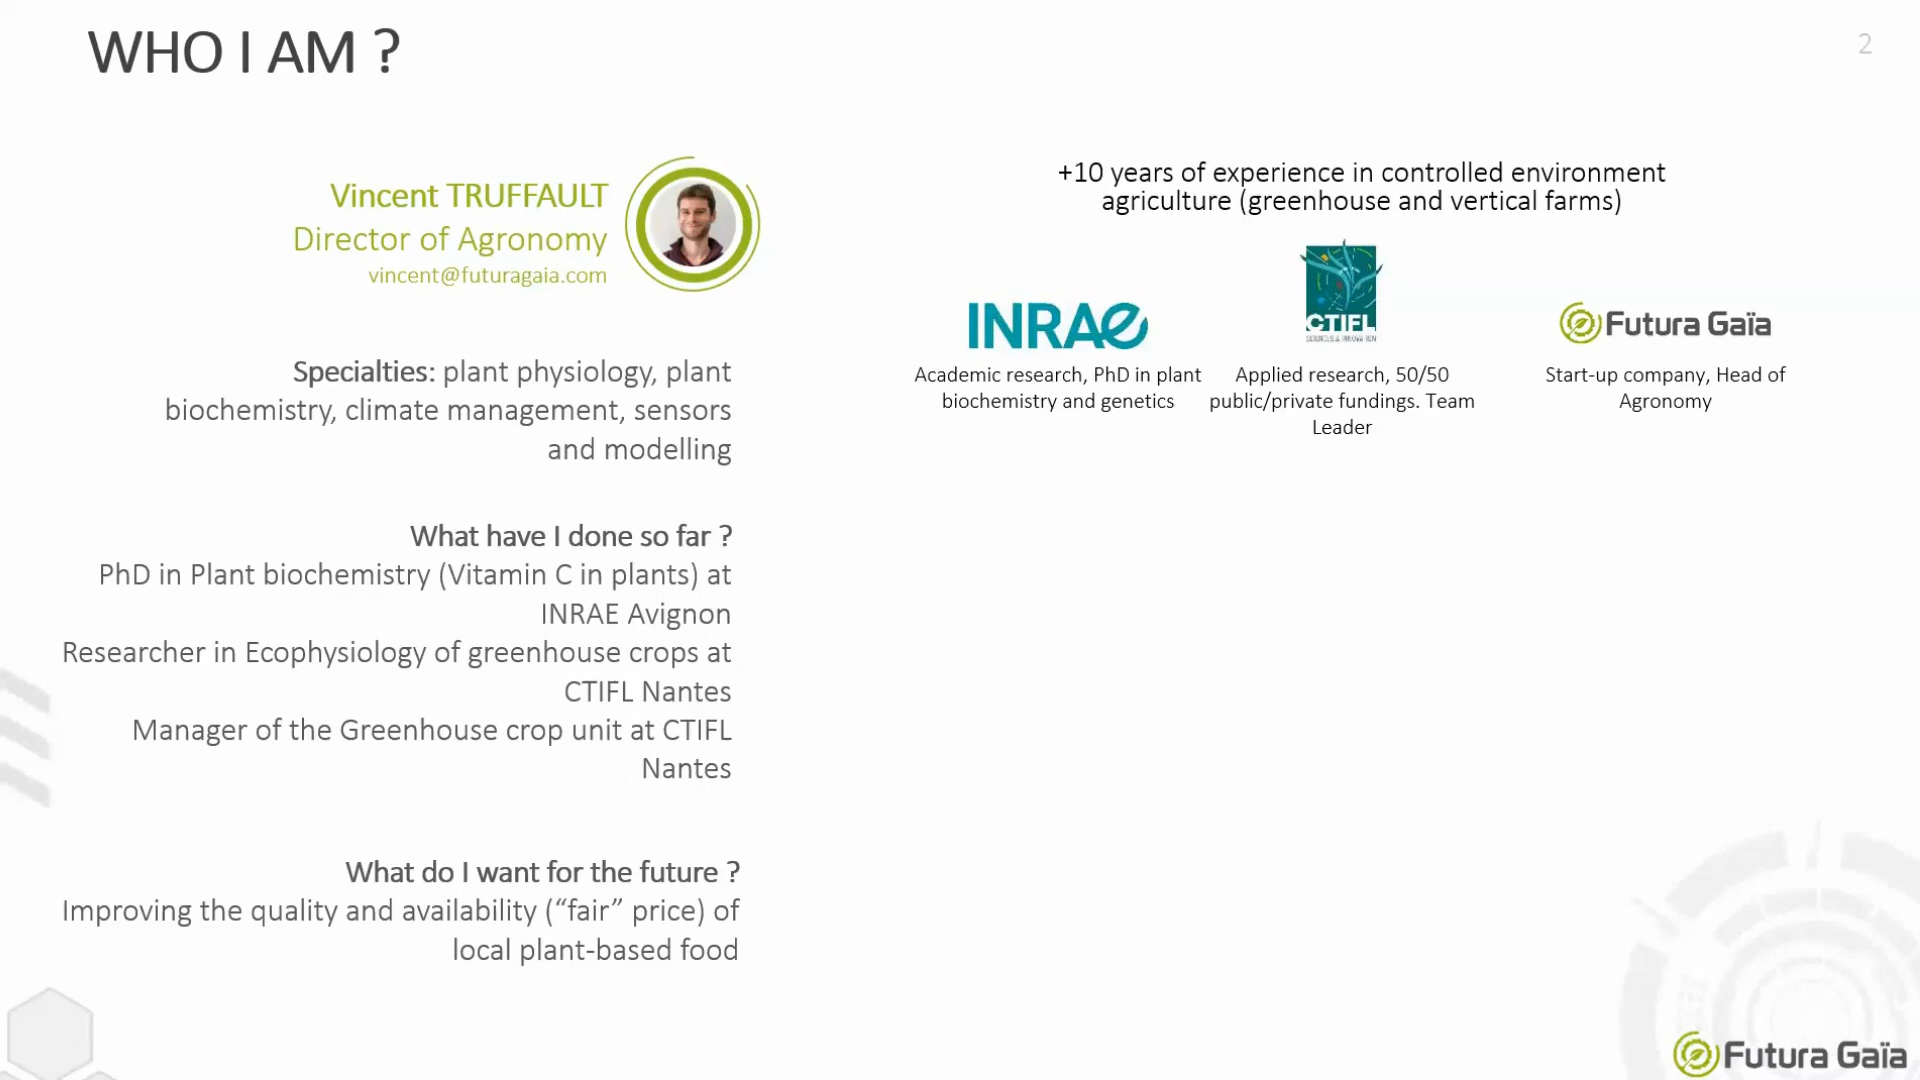 WHO I AM ?
2
Vincent TRUFFAULT
Director of Agronomy
vincent@futuragaia.com
Specialties: plant physiology, plant
biochemistry, climate management, sensors
and modelling
What have I done so far ?
PhD in Plant biochemistry (Vitamin C in plants) at
INRAE Avignon
Researcher in Ecophysiology of greenhouse crops at
CTIFL Nantes
Manager of the Greenhouse crop unit at CTIFL
Nantes
What do I want for the future ?
Improving the quality and availability (“fair” price) of
local plant-based food
+10 years of experience in controlled environment
agriculture (greenhouse and vertical farms)
INRAE
Academic research, PhD in plant
biochemistry and genetics
CTIFL
Applied research, 50/50
public/private fundings. Team
Leader
Futura Gaïa
Start-up company, Head of
Agronomy
Futura Gaïa